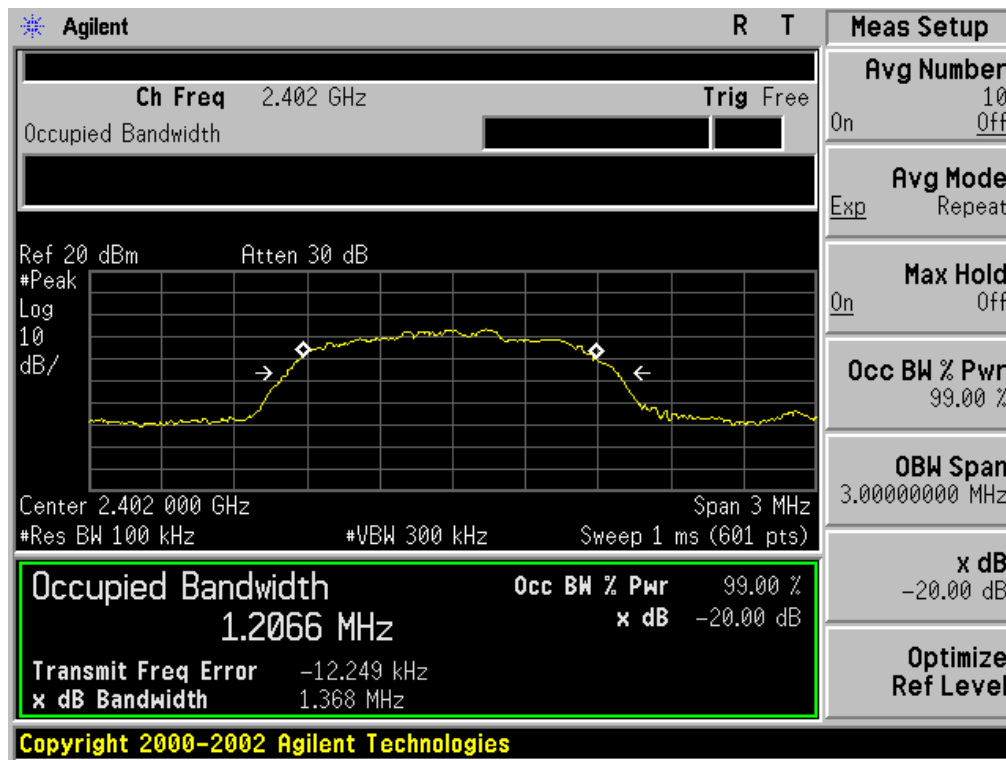 Agilent R T
Ch Freq 2.402 GHz Trig Free
Occupied Bandwidth
Ref 20 dBm Atten 30 dB
#Peak
Log
10
dB/
Center 2.402 000 GHz Span 3 MHz
#Res BW 100 kHz #VBW 300 kHz Sweep 1 ms (601 pts)
Occupied Bandwidth Occ BW % Pwr 99.00 %
1.2066 MHz x dB -20.00 dB
Transmit Freq Error -12.249 kHz
x dB Bandwidth 1.368 MHz
Copyright 2000-2002 Agilent Technologies
Meas Setup
Avg Number
10
On Off
Avg Mode
Exp Repeat
Max Hold
On Off
Occ BW % Pwr
99.00 %
OBW Span
3.00000000 MHz
x dB
-20.00 dB
Optimize
Ref Level